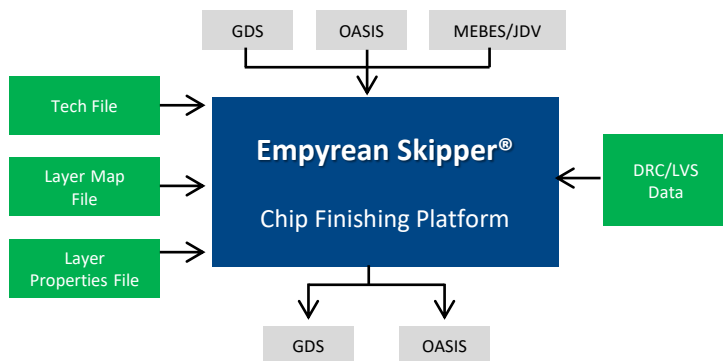 GDS
OASIS
MEBES/JDV
Tech File
Layer Map
File
Layer
Properties File
Empyrean Skipper®
Chip Finishing Platform
DRC/LVS
Data
GDS
OASIS